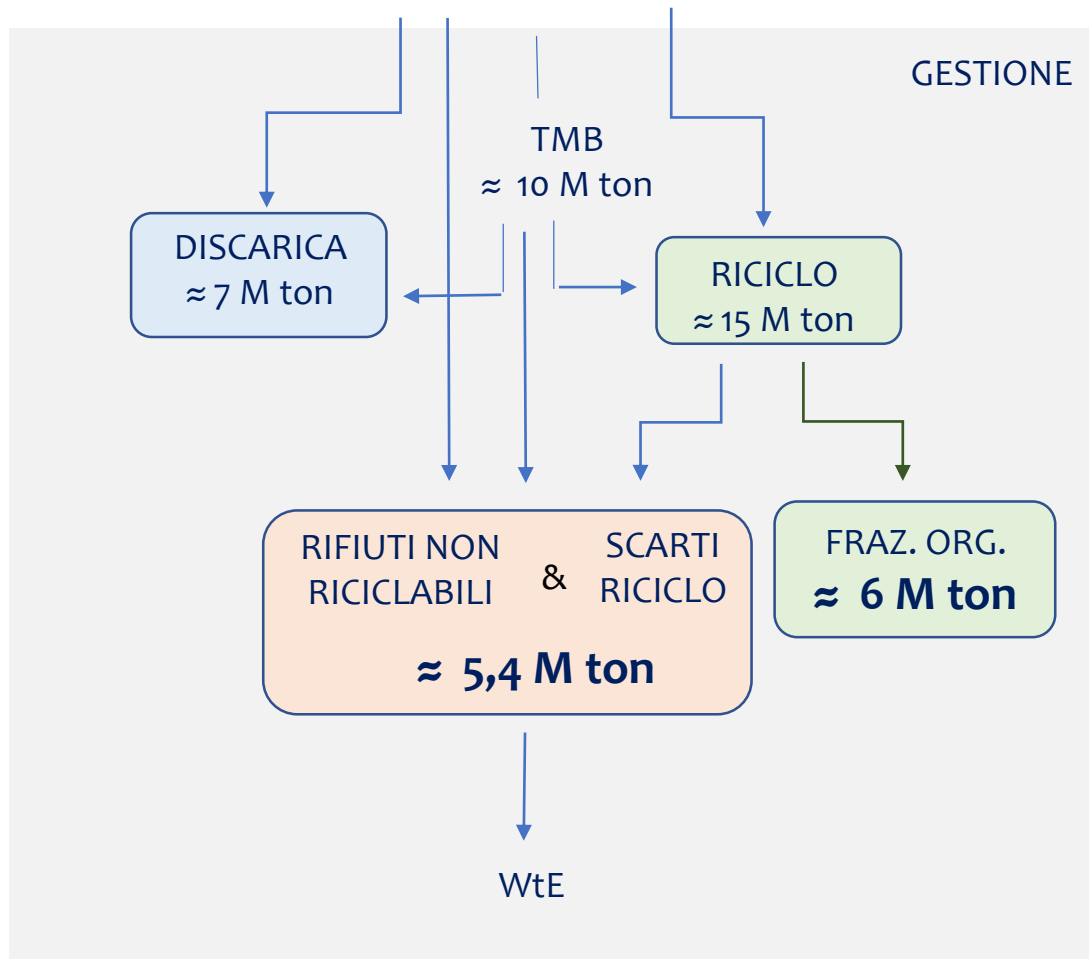 GESTIONE
TMB
≈ 10 M ton
DISCARICA
≈ 7 M ton
RICICLO
≈ 15 M ton
RIFIUTI NON
RICICLABILI
&
SCARTI
RICICLO
≈ 5,4 M ton
FRAZ. ORG.
≈ 6 M ton
WtE